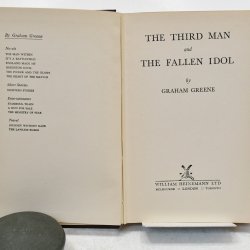 By Graham Greene
Novels
THE MAN WITHIN
IT'S A BATTLEFIELD
ENGLAND MADE ME
BRIGHTON ROCK
THE POWER AND THE GLORY
THE HEART OF THE MATTER
Short Stories
NINETEEN STORIES
Entertainments
STAMBOUL TRAIN
A GUN FOR SALE
THE MINISTRY OF FEAR
Travel
JOURNEY WITHOUT MAPS
THE LAWLESS ROADS
THE THIRD MAN
and
THE FALLEN IDOL
by
GRAHAM GREENE
WILLIAM HEINEMANN LTD
MELBOURNE :: LONDON :: TORONTO